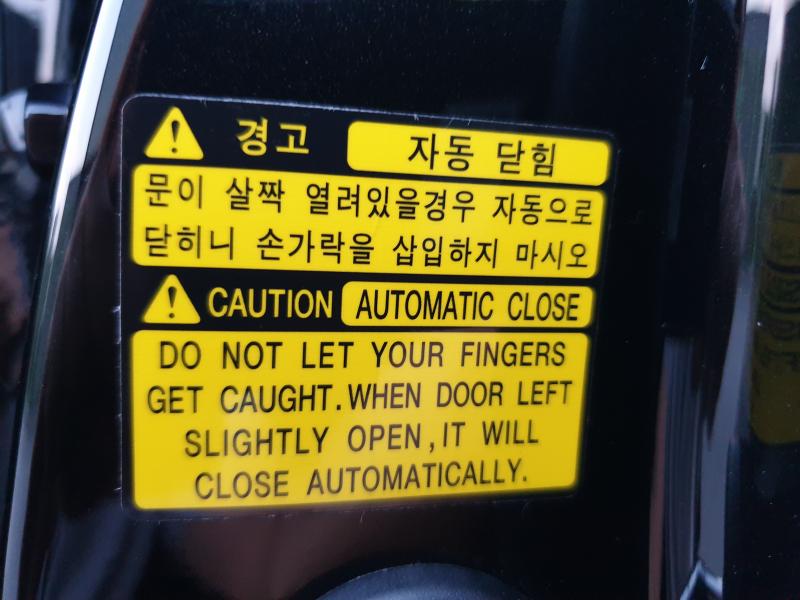 경고 자동 닫힘
문이 살짝 열려있을경우 자동으로
닫히니 손가락을 삽입하지 마시오
CAUTION AUTOMATIC CLOSE
DO NOT LET YOUR FINGERS
GET CAUGHT.WHEN DOOR LEFT
SLIGHTLY OPEN,IT WILL
CLOSE AUTOMATICALLY.